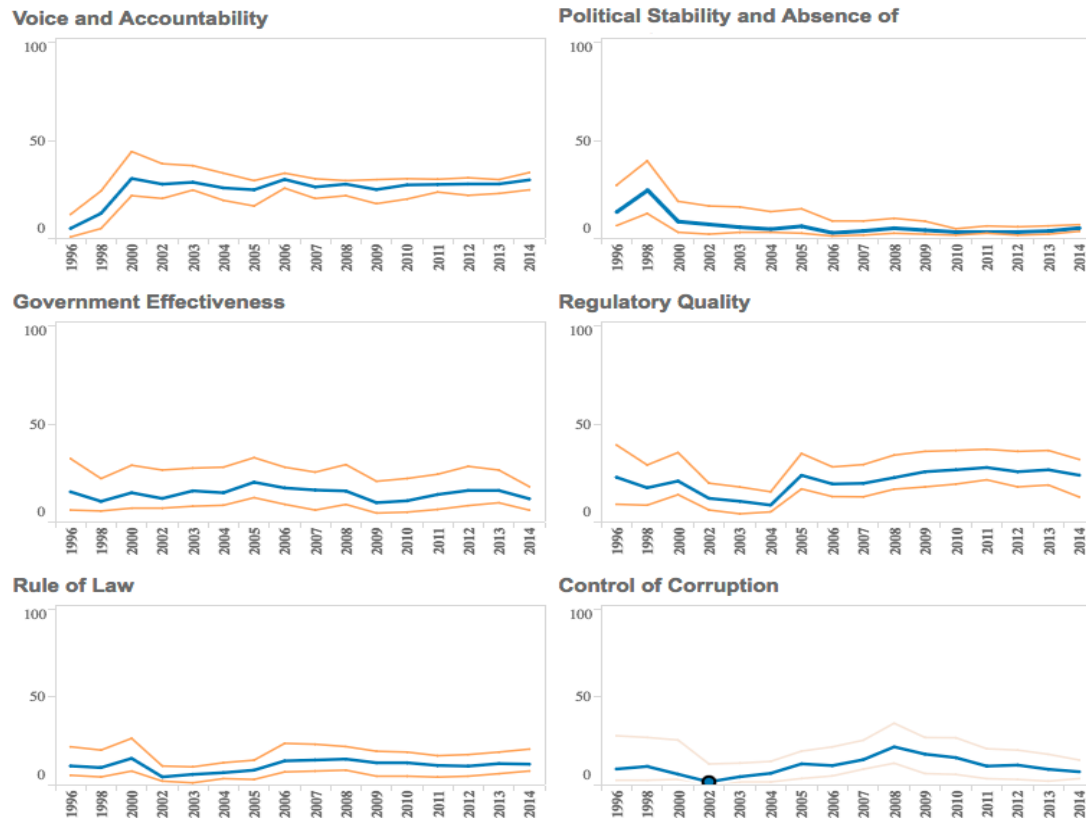 Voice and Accountability
Political Stability and Absence of
100
50
0
1996 1998 2000 2002 2003 2004 2005 2006 2007 2008 2009 2010 2011 2012 2013 2014
100
50
0
1996 1998 2000 2002 2003 2004 2005 2006 2007 2008 2009 2010 2011 2012 2013 2014
Government Effectiveness
Regulatory Quality
100
50
0
1996 1998 2000 2002 2003 2004 2005 2006 2007 2008 2009 2010 2011 2012 2013 2014
100
50
0
1996 1998 2000 2002 2003 2004 2005 2006 2007 2008 2009 2010 2011 2012 2013 2014
Rule of Law
Control of Corruption
100
50
0
1996 1998 2000 2002 2003 2004 2005 2006 2007 2008 2009 2010 2011 2012 2013 2014
100
50
0
1996 1998 2000 2002 2003 2004 2005 2006 2007 2008 2009 2010 2011 2012 2013 2014